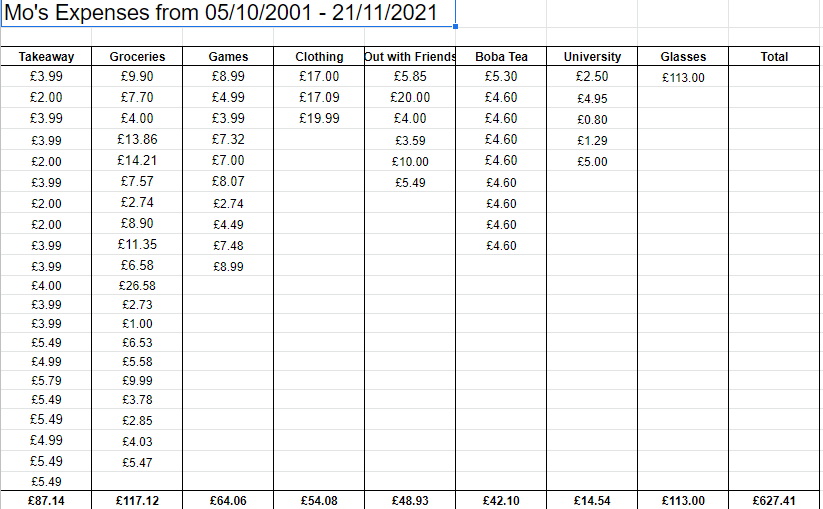 Mo's Expenses from 05/10/2001 - 21/11/2021
Takeaway Groceries Games Clothing Out with Friends Boba Tea University Glasses Total
£3.99 £9.90 £8.99 £17.00 £5.85 £5.30 £2.50 £113.00
£2.00 £7.70 £4.99 £17.09 £20.00 £4.60 £4.95
£3.99 £4.00 £3.99 £19.99 £4.00 £4.60 £0.80
£3.99 £13.86 £7.32 £3.59 £4.60 £1.29
£2.00 £14.21 £7.00 £10.00 £4.60 £5.00
£3.99 £7.57 £8.07 £5.49 £4.60
£2.00 £2.74 £2.74 £4.60
£2.00 £8.90 £4.49 £4.60
£3.99 £11.35 £7.48 £4.60
£3.99 £6.58 £8.99
£4.00 £26.58
£3.99 £2.73
£3.99 £1.00
£5.49 £6.53
£4.99 £5.58
£5.79 £9.99
£5.49 £3.78
£5.49 £2.85
£4.99 £4.03
£5.49 £5.47
£5.49
£87.14 £117.12 £64.06 £54.08 £48.93 £42.10 £14.54 £113.00 £627.41